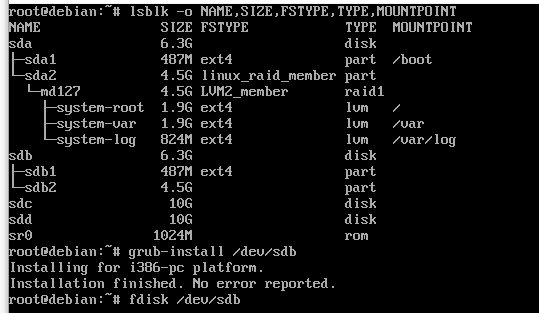 root@debian:~# lsblk -o NAME,SIZE,FSTYPE,TYPE,MOUNTPOINT
NAME                SIZE FSTYPE            TYPE  MOUNTPOINT
sda                 6.3G                   disk
├─sda1              487M ext4              part  /boot
└─sda2              4.5G linux_raid_member part
  └─md127           4.5G LVM2_member       raid1
    ├─system-root   1.9G ext4              lvm   /
    ├─system-var    1.9G ext4              lvm   /var
    └─system-log    824M ext4              lvm   /var/log
sdb                 6.3G                   disk
├─sdb1              487M ext4              part
└─sdb2              4.5G                   part
sdc                  10G                   disk
sdd                  10G                   disk
sr0                1024M                   rom
root@debian:~# grub-install /dev/sdb
Installing for i386-pc platform.
Installation finished. No error reported.
root@debian:~# fdisk /dev/sdb